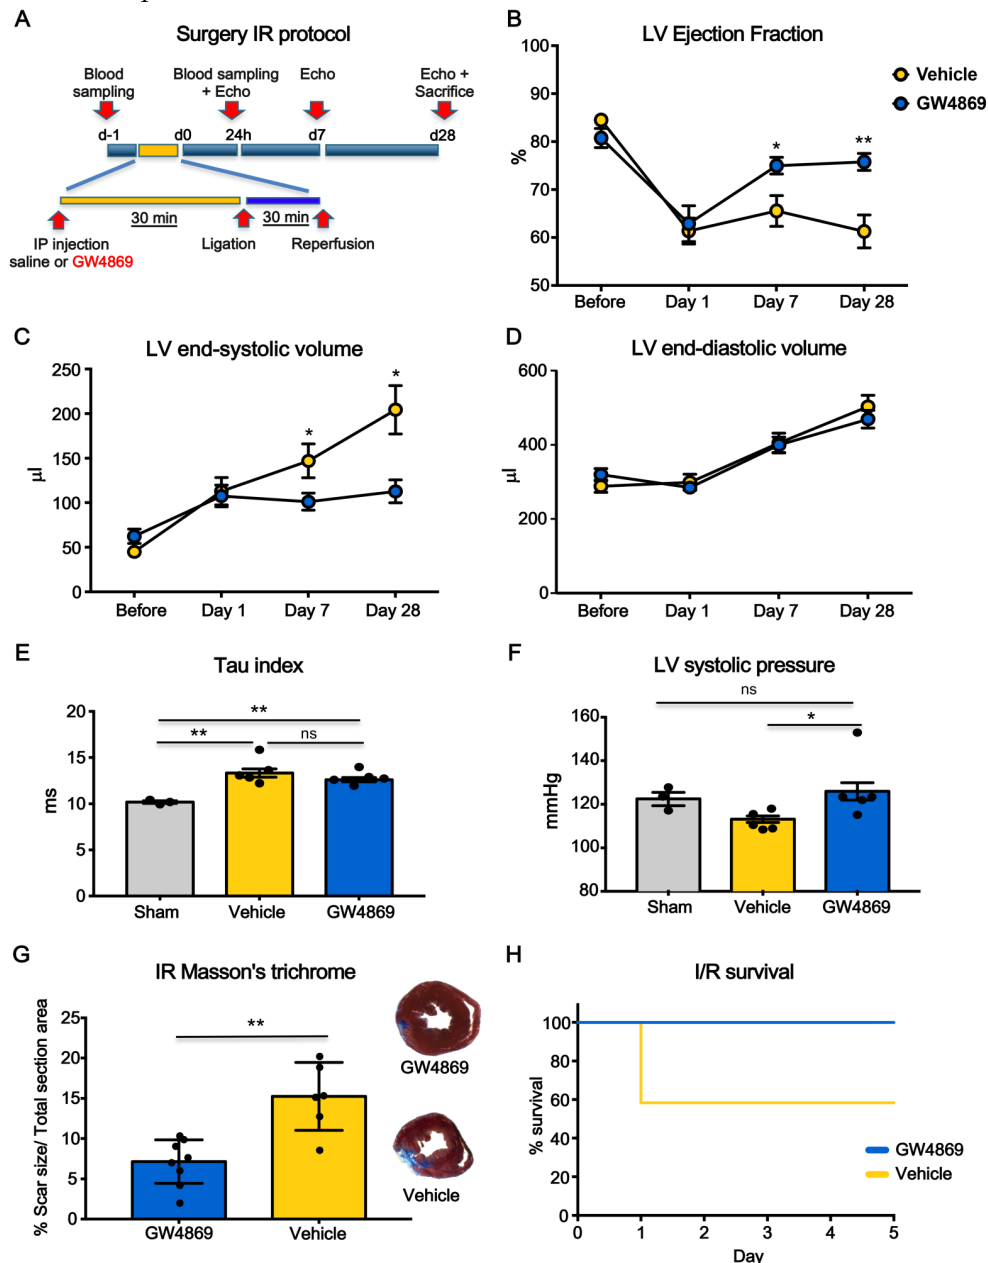 A
Surgery IR protocol
Blood
sampling
Blood sampling
+ Echo
Echo
Echo +
Sacrifice
d-1
d0
24h
d7
d28
30 min
30 min
IP injection
saline or GW4869
Ligation
Reperfusion
B
LV Ejection Fraction
100
90
80
70
60
50
%
*
**
Before
Day 1
Day 7
Day 28
Vehicle
GW4869
C
LV end-systolic volume
250
200
150
100
50
0
µl
*
*
Before
Day 1
Day 7
Day 28
D
LV end-diastolic volume
600
400
200
0
µl
Before
Day 1
Day 7
Day 28
E
Tau index
20
15
10
5
0
ms
**
**
ns
Sham
Vehicle
GW4869
F
LV systolic pressure
160
140
120
100
80
mmHg
ns
*
Sham
Vehicle
GW4869
G
IR Masson's trichrome
25
20
15
10
5
0
% Scar size/ Total section area
**
GW4869
Vehicle
GW4869
Vehicle
H
I/R survival
100
80
60
40
20
0
% survival
0
1
2
3
4
5
Day
GW4869
Vehicle